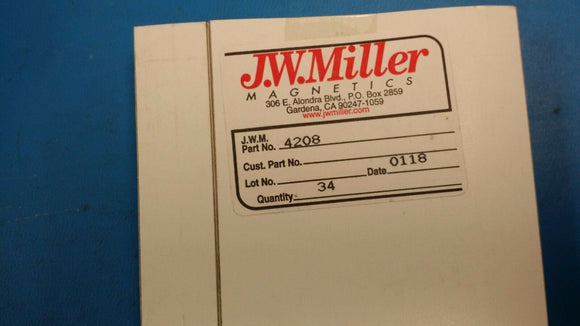 J.W.Miller
MAGNETICS
306 E. Alondra Blvd., P.O. Box 2859
Gardena, CA 90247-1059
www.jwmiller.com
J.W.M.
Part No. 4208
Cust. Part No.
Lot No. Date 0118
Quantity 34